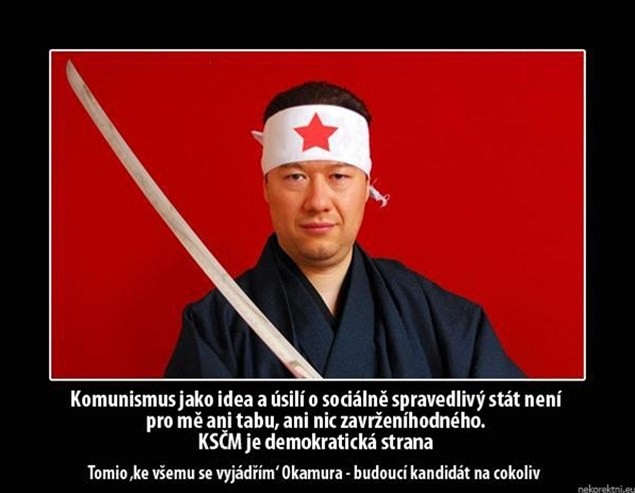 Komunismus jako idea a úsilí o sociálně spravedlivý stát není
pro mě ani tabu, ani nic zavrženíhodného.
KSČM je demokratická strana
Tomio ‚ke všemu se vyjádřím‘ Okamura - budoucí kandidát na cokoliv
nekorektni.eu